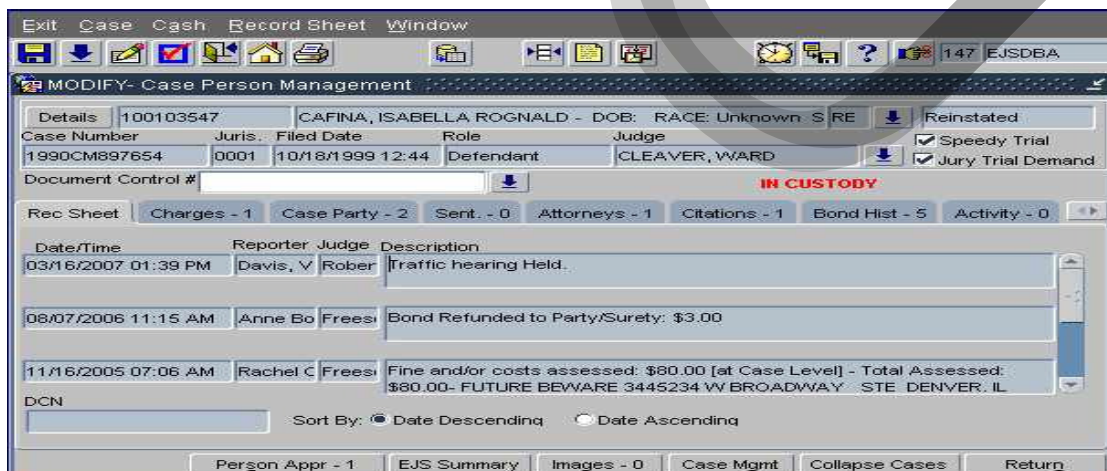 Exit Case Cash Record Sheet Window
? 147 EJSDBA
MODIFY- Case Person Management
Details 100103547 CAFINA, ISABELLA ROGNALD - DOB: RACE: Unknown S RE Reinstated
Case Number Juris. Filed Date Role Judge Speedy Trial
1990CM897654 0001 10/18/1999 12:44 Defendant CLEAVER, WARD Jury Trial Demand
Document Control # IN CUSTODY
Rec Sheet Charges - 1 Case Party - 2 Sent. - 0 Attorneys - 1 Citations - 1 Bond Hist - 5 Activity - 0
Date/Time Reporter Judge Description
03/16/2007 01:39 PM Davis, V Rober Traffic hearing Held.
08/07/2006 11:15 AM Anne Bo Frees Bond Refunded to Party/Surety: $3.00
11/16/2005 07:06 AM Rachel C Frees Fine and/or costs assessed: $80.00 [at Case Level] - Total Assessed:
$80.00- FUTURE BEWARE 3445234 W BROADWAY STE DENVER, IL
DCN
Sort By: Date Descending Date Ascending
Person Appr - 1 EJS Summary Images - 0 Case Mgmt Collapse Cases Return